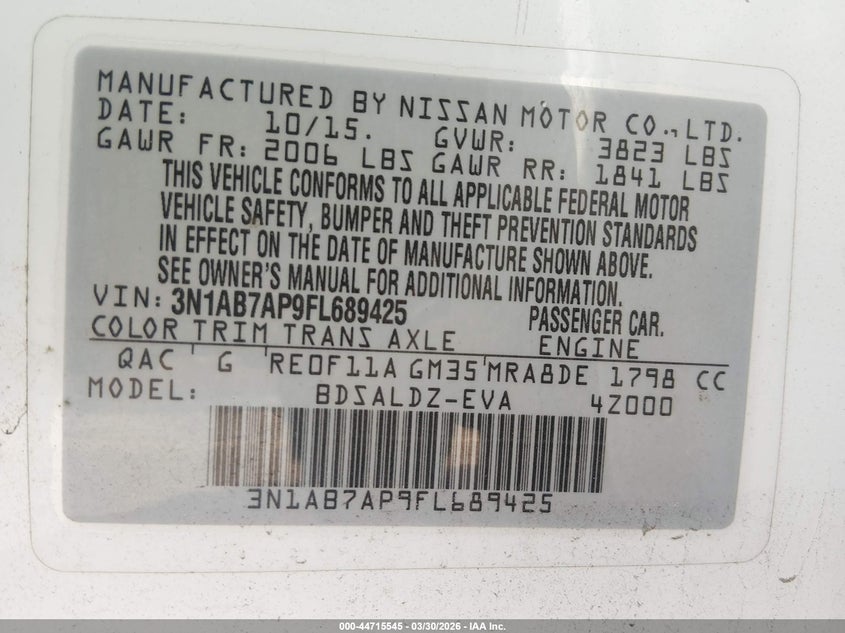 MANUFACTURED BY NISSAN MOTOR CO.,LTD.
DATE: 10/15. GVWR: 3823 LBS
GAWR FR: 2006 LBS GAWR RR: 1841 LBS
THIS VEHICLE CONFORMS TO ALL APPLICABLE FEDERAL MOTOR
VEHICLE SAFETY, BUMPER AND THEFT PREVENTION STANDARDS
IN EFFECT ON THE DATE OF MANUFACTURE SHOWN ABOVE.
SEE OWNER'S MANUAL FOR ADDITIONAL INFORMATION.
VIN: 3N1AB7AP9FL689425 PASSENGER CAR.
COLOR TRIM TRANS AXLE ENGINE
QAC G RE0F11A GM35 MRA8DE 1798 CC
MODEL: BDSALDZ-EVA 4Z000
3N1AB7AP9FL689425
000-44715545 - 03/30/2026 - IAA Inc.